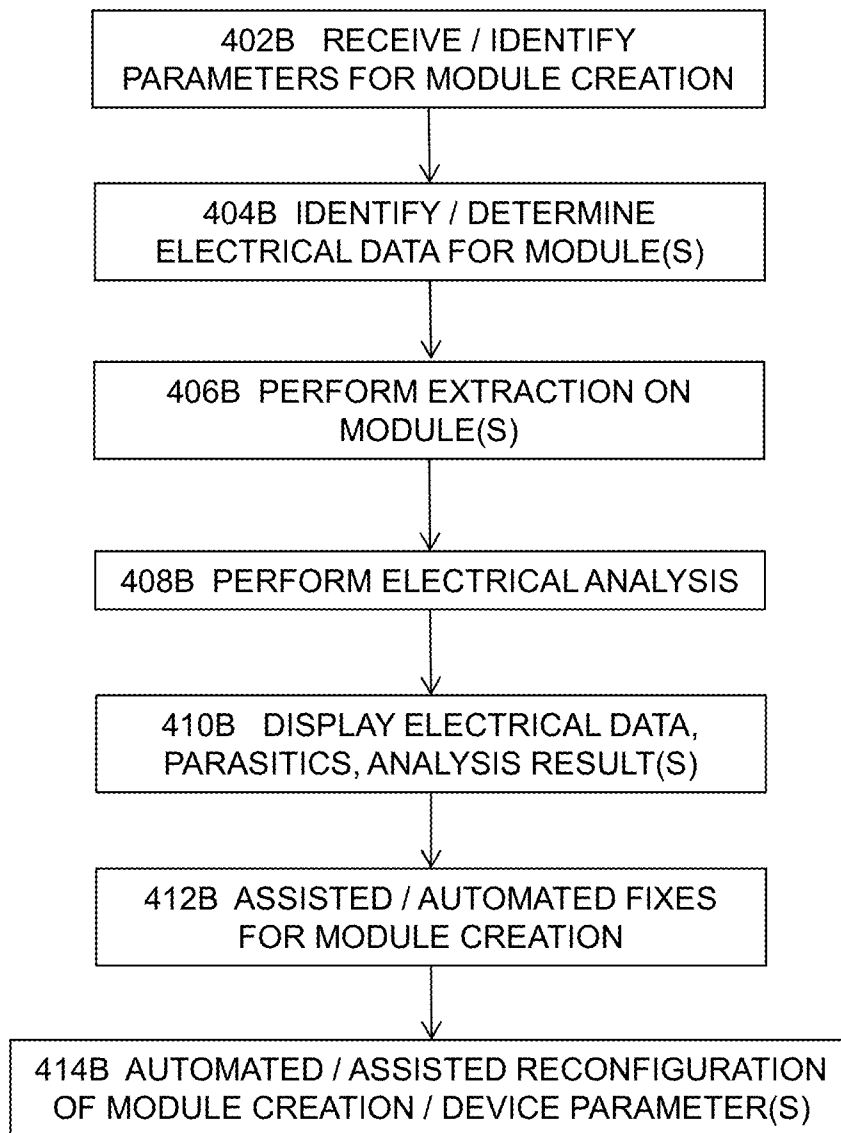 402B RECEIVE / IDENTIFY
PARAMETERS FOR MODULE CREATION
404B IDENTIFY / DETERMINE
ELECTRICAL DATA FOR MODULE(S)
406B PERFORM EXTRACTION ON
MODULE(S)
408B PERFORM ELECTRICAL ANALYSIS
410B DISPLAY ELECTRICAL DATA,
PARASITICS, ANALYSIS RESULT(S)
412B ASSISTED / AUTOMATED FIXES
FOR MODULE CREATION
414B AUTOMATED / ASSISTED RECONFIGURATION
OF MODULE CREATION / DEVICE PARAMETER(S)